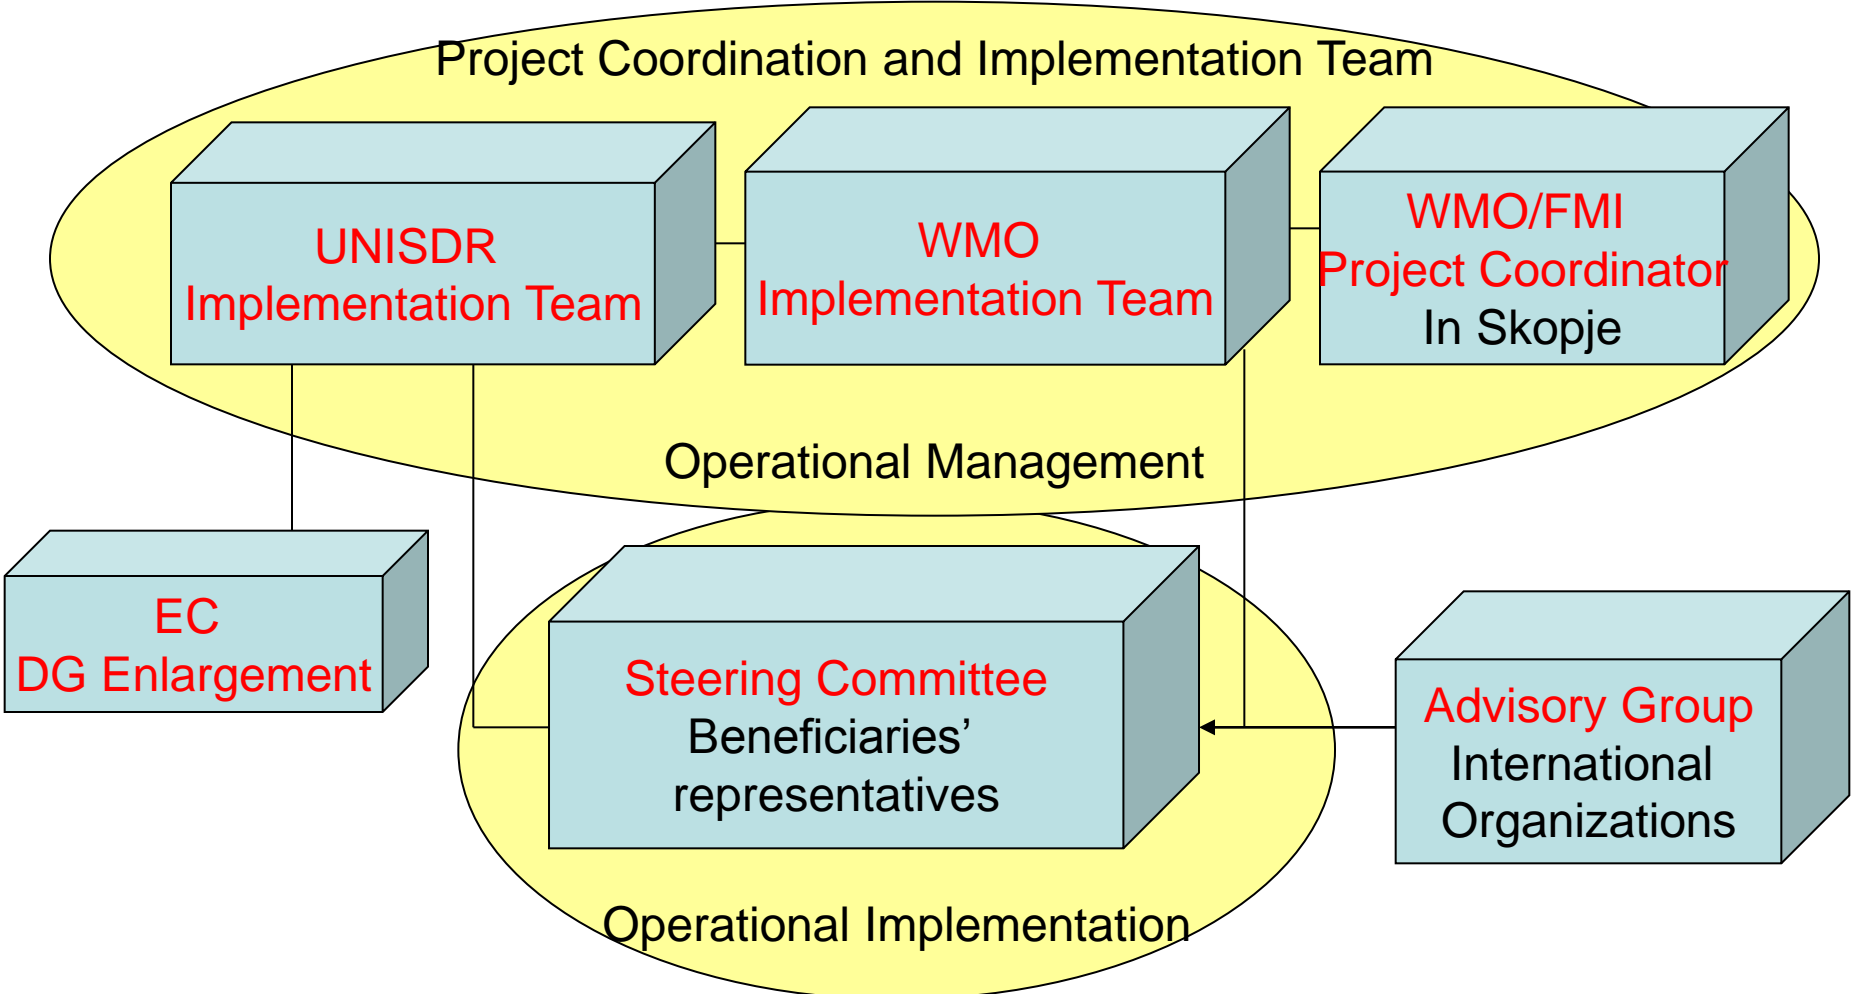 Project Coordination and Implementation Team
UNISDR
Implementation Team
WMO
Implementation Team
WMO/FMI
Project Coordinator
In Skopje
Operational Management
EC
DG Enlargement
Steering Committee
Beneficiaries’
representatives
Advisory Group
International
Organizations
Operational Implementation